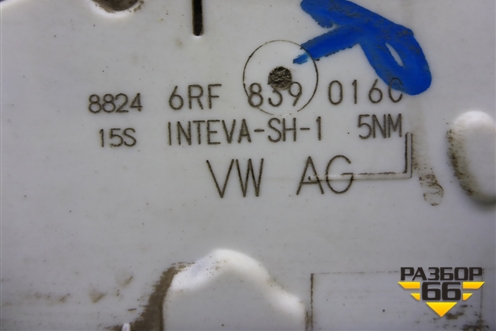 8824 6RF 839 016C
15S INTEVA-SH-1 5NM
VW AG
РАЗБОР
66